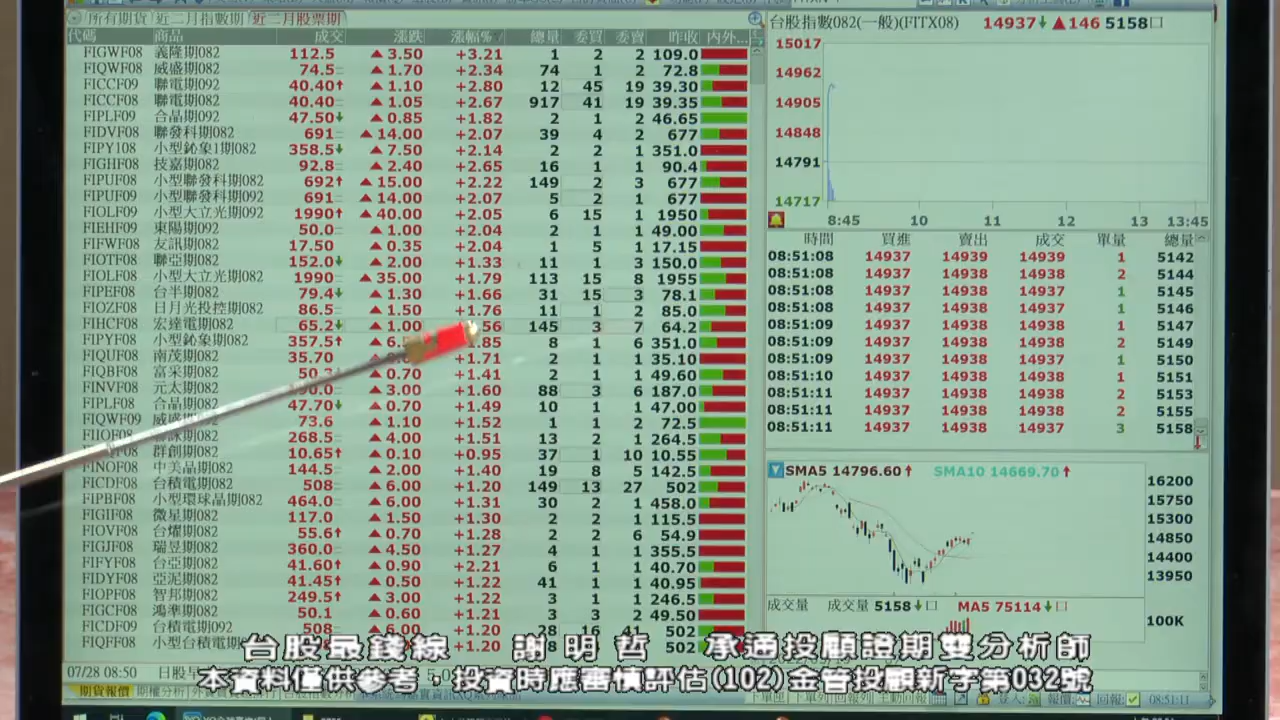 所有期貨 近二月指數期 近二月股票期
代碼 商品 成交 漲跌 漲幅% 總量 委買 委賣 昨收 內外...
FIGWF08 義隆期082 112.5 ▲3.50 +3.21 1 2 2 109.0
FIQWF08 威盛期082 74.5 ▲1.70 +2.34 74 1 2 72.8
FICCF09 聯電期092 40.40↑ ▲1.10 +2.80 12 45 19 39.30
FICCF08 聯電期082 40.40 ▲1.05 +2.67 917 41 19 39.35
FIPLF09 合晶期092 47.50↓ ▲0.85 +1.82 2 1 2 46.65
FIDVF08 聯發科期082 691 ▲14.00 +2.07 39 4 2 677
FIPY108 小型鈊象1期082 358.5↓ ▲7.50 +2.14 2 2 1 351.0
FIGHF08 技嘉期082 92.8 ▲2.40 +2.65 16 1 1 90.4
FIPUF08 小型聯發科期082 692↑ ▲15.00 +2.22 149 2 3 677
FIPUF09 小型聯發科期092 691 ▲14.00 +2.07 5 2 1 677
FIOLF09 小型大立光期092 1990↑ ▲40.00 +2.05 6 15 1 1950
FIEHF09 東陽期092 50.0 ▲1.00 +2.04 2 1 1 49.00
FIFWF08 友訊期082 17.50 ▲0.35 +2.04 1 5 1 17.15
FIOTF08 聯亞期082 152.0↓ ▲2.00 +1.33 11 1 3 150.0
FIOLF08 小型大立光期082 1990 ▲35.00 +1.79 113 15 8 1955
FIPEF08 台半期082 79.4↓ ▲1.30 +1.66 31 15 3 78.1
FIOZF08 日月光投控期082 86.5 ▲1.50 +1.76 11 1 2 85.0
FIHCF08 宏達電期082 65.2↓ ▲1.00 56 145 3 7 64.2
FIPYF08 小型鈊象期082 357.5↑ ▲6. .85 8 1 6 351.0
FIQUF08 南茂期082 35.70 +1.71 2 1 1 35.10
FIQBF08 富采期082 50.3 ▲0.70 +1.41 2 1 1 49.60
FINVF08 元太期082 ▲3.00 +1.60 88 3 6 187.0
FIPLF08 合晶期082 47.70↓ ▲0.70 +1.49 10 1 1 47.00
FIQWF09 威盛期092 73.6 ▲1.10 +1.52 1 1 2 72.5
期082 268.5 ▲4.00 +1.51 13 2 1 264.5
群創期082 10.65↑ ▲0.10 +0.95 37 1 10 10.55
FINOF08 中美晶期082 144.5 ▲2.00 +1.40 19 8 5 142.5
FICDF08 台積電期082 508 ▲6.00 +1.20 149 13 27 502
FIPBF08 小型環球晶期082 464.0 ▲6.00 +1.31 30 2 1 458.0
FIGIF08 微星期082 117.0 ▲1.50 +1.30 2 2 1 115.5
FIOVF08 台燿期082 55.6↑ ▲0.70 +1.28 2 2 6 54.9
FIGJF08 瑞昱期082 360.0 ▲4.50 +1.27 4 1 1 355.5
FIFYF08 台亞期082 41.60↑ ▲0.90 +2.21 6 1 1 40.70
FIDYF08 亞泥期082 41.45↑ ▲0.50 +1.22 41 1 2 40.95
FIOPF08 智邦期082 249.5↑ ▲3.00 +1.22 3 1 1 246.5
FIGCF08 鴻準期082 50.1 ▲0.60 +1.21 3 3 2 49.50
FICDF09 台積電期092 508 ▲6.00 +1.20 28 16 41 502
FIQFF08 小型台積電期 +1.20 502
07/28 08:50
期貨報價
台股指數082(一般)(FITX08) 14937↓ ▲146 5158口
15017
14962
14905
14848
14791
14717
8:45 10 11 12 13 13:45
時間 買進 賣出 成交 單量 總量
08:51:08 14937 14939 14939 1 5142
08:51:08 14937 14938 14938 2 5144
08:51:08 14937 14938 14937 1 5145
08:51:08 14937 14938 14937 1 5146
08:51:09 14937 14938 14938 1 5147
08:51:09 14937 14938 14938 2 5149
08:51:09 14937 14938 14937 1 5150
08:51:10 14937 14938 14938 1 5151
08:51:11 14937 14938 14938 2 5153
08:51:11 14937 14938 14938 2 5155
08:51:11 14937 14938 14937 3 5158
SMA5 14796.60↑ SMA10 14669.70↑
16200
15750
15300
14850
14400
13950
成交量 成交量 5158↓口 MA5 75114↓口
100K
08:51:11
台股最錢線 謝明哲 承通投顧證期雙分析師
本資料僅供參考，投資時應審慎評估(102)金管投顧新字第032號